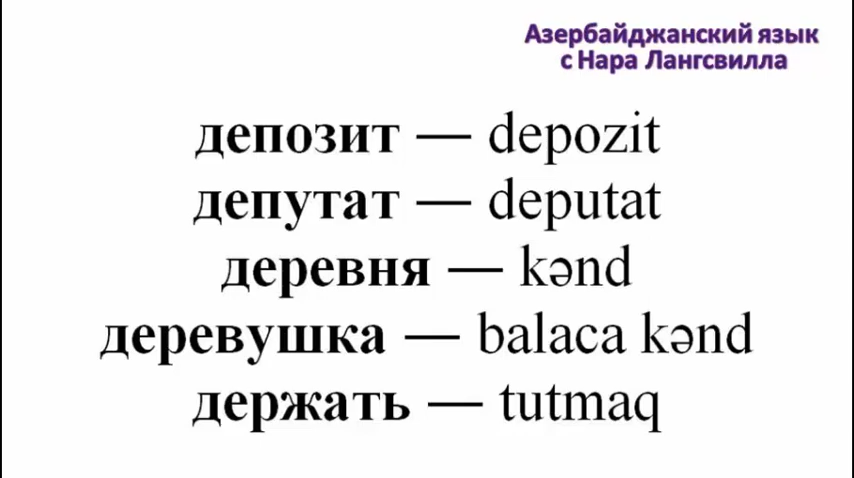 Азербайджанский язык
с Нара Лангсвилла
депозит — depozit
депутат — deputat
деревня — kənd
деревушка — balaca kənd
держать — tutmaq